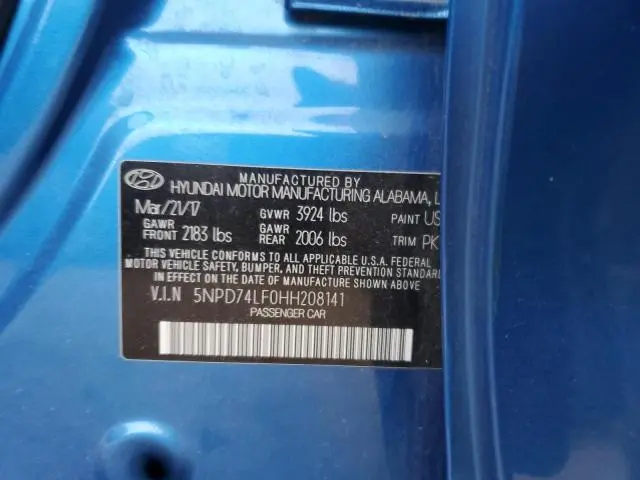 MANUFACTURED BY
HYUNDAI MOTOR MANUFACTURING ALABAMA, L
Mar/21/17 GVWR 3924 lbs PAINT US
GAWR FRONT 2183 lbs GAWR REAR 2006 lbs TRIM PK
THIS VEHICLE CONFORMS TO ALL APPLICABLE U.S.A. FEDERAL
MOTOR VEHICLE SAFETY, BUMPER, AND THEFT PREVENTION STANDARDS
IN EFFECT ON THE DATE OF MANUFACTURE SHOWN ABOVE.
V.I.N 5NPD74LF0HH208141
PASSENGER CAR